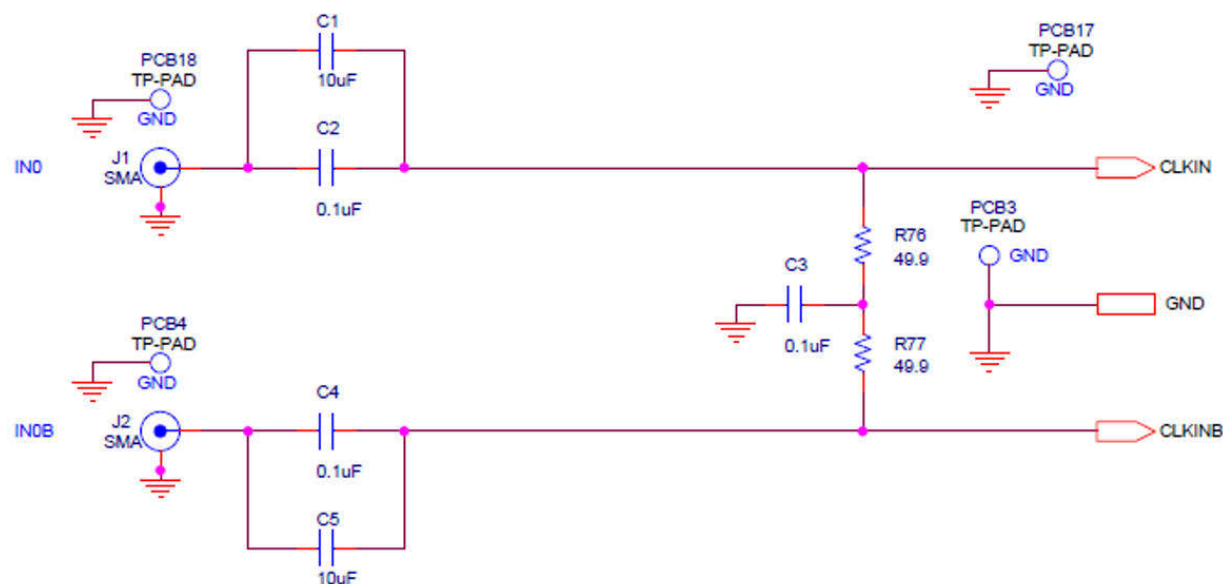 C1
10uF
PCB18
TP-PAD
GND
PCB17
TP-PAD
GND
C2
0.1uF
IN0
J1
SMA
CLKIN
R76
49.9
PCB3
TP-PAD
GND
C3
0.1uF
GND
R77
49.9
PCB4
TP-PAD
GND
C4
0.1uF
IN0B
J2
SMA
CLKINB
C5
10uF